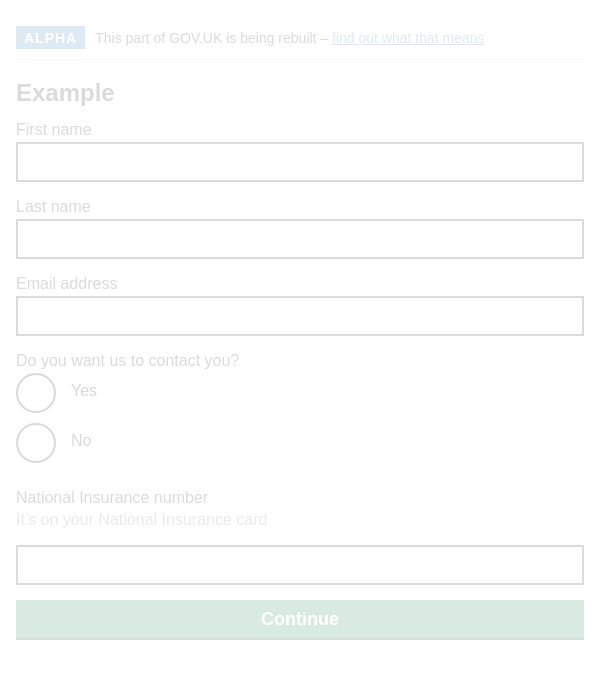 ALPHA This part of GOV.UK is being rebuilt – find out what that means
Example
First name
Last name
Email address
Do you want us to contact you?
Yes
No
National Insurance number
It's on your National Insurance card
Continue